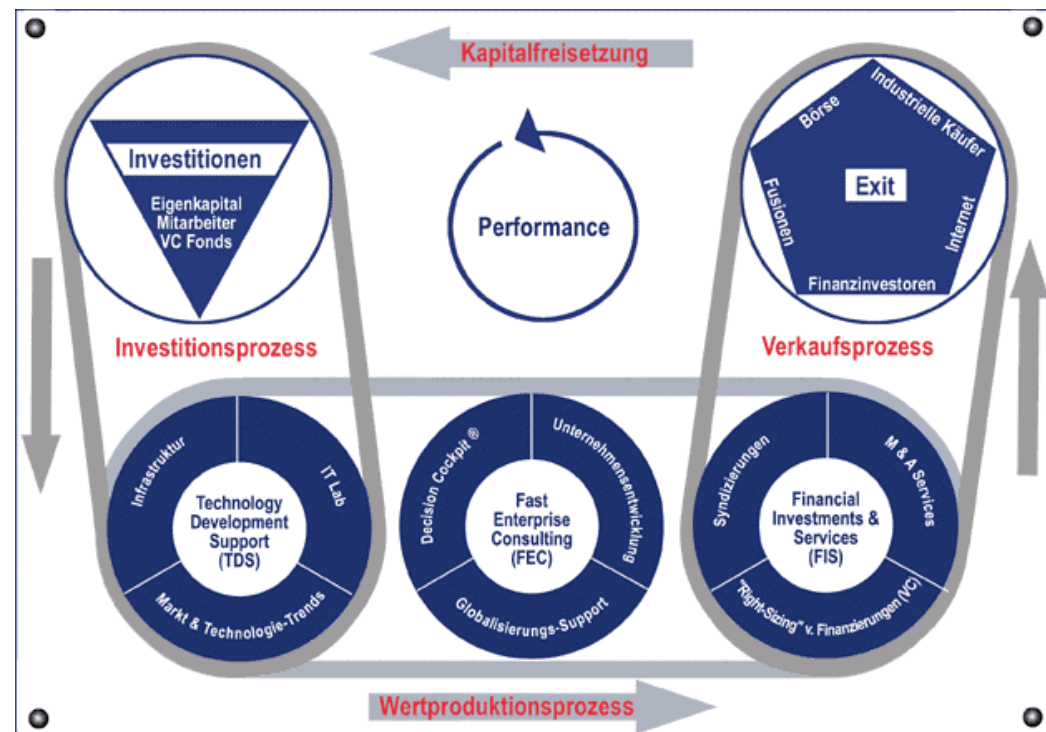 Kapitalfreisetzung
Investitionen
Eigenkapital
Mitarbeiter
VC Fonds
Performance
Börse
Industrielle Käufer
Fusionen
Exit
Internet
Finanzinvestoren
Investitionsprozess
Verkaufsprozess
Infrastruktur
IT Lab
Technology
Development
Support
(TDS)
Markt & Technologie-Trends
Decision Cockpit ®
Unternehmensentwicklung
Fast
Enterprise
Consulting
(FEC)
Globalisierungs-Support
Syndizierungen
M & A Services
Financial
Investments &
Services
(FIS)
"Right-Sizing" v. Finanzierungen (VC)
Wertproduktionsprozess